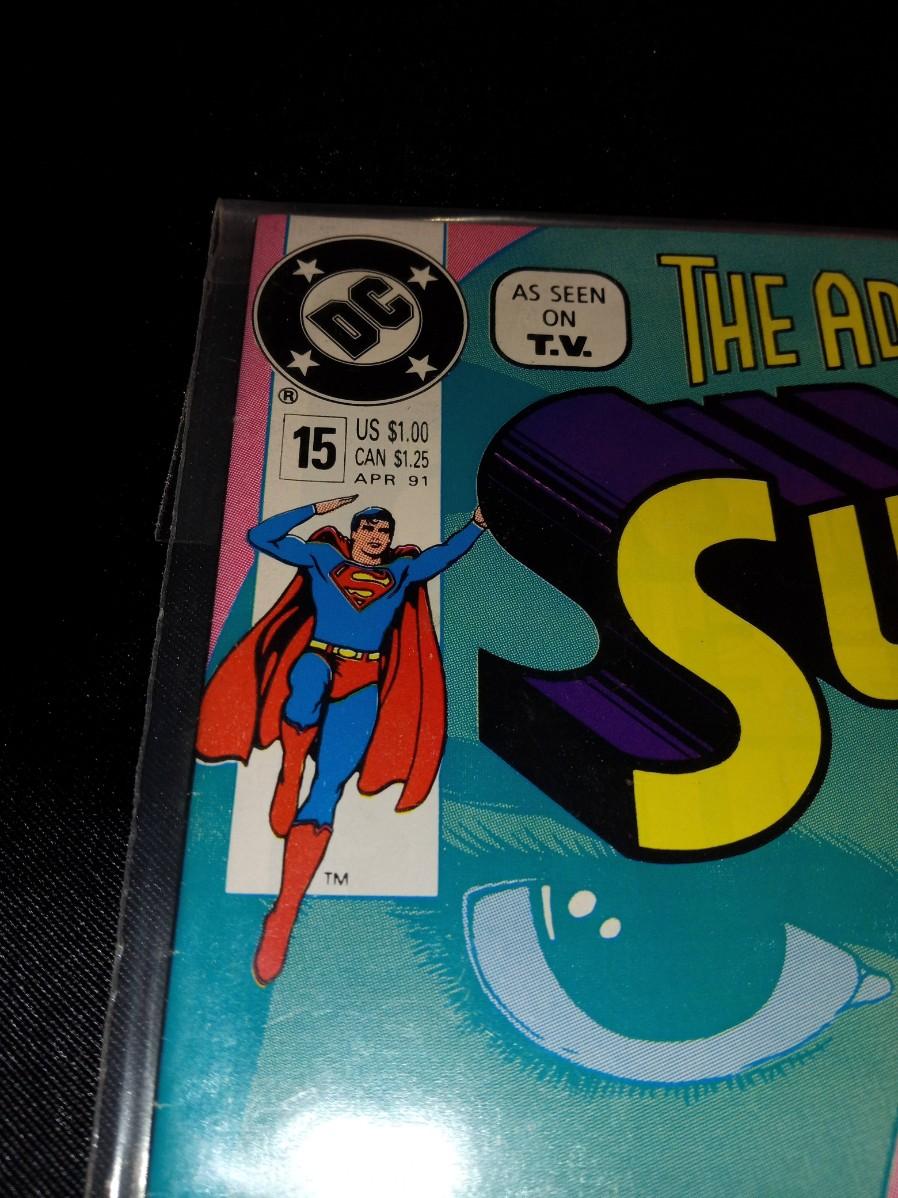 DC
®
AS SEEN
ON
T.V.
THE AD
SU
15
US $1.00
CAN $1.25
APR 91
S
TM